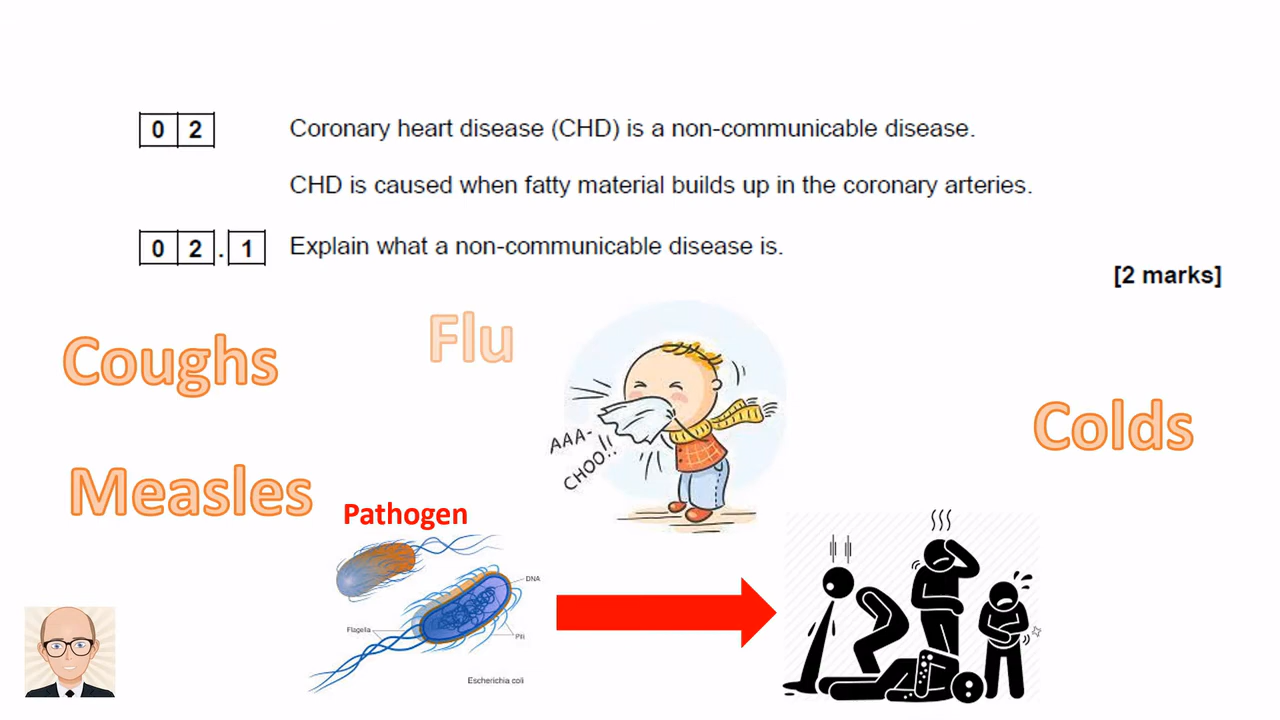 0 2 Coronary heart disease (CHD) is a non-communicable disease.
CHD is caused when fatty material builds up in the coronary arteries.
0 2 . 1 Explain what a non-communicable disease is.
[2 marks]
Flu
Coughs
Colds
AAA-
CHOO!!
Measles
Pathogen
DNA
Flagella
Pili
Escherichia coli